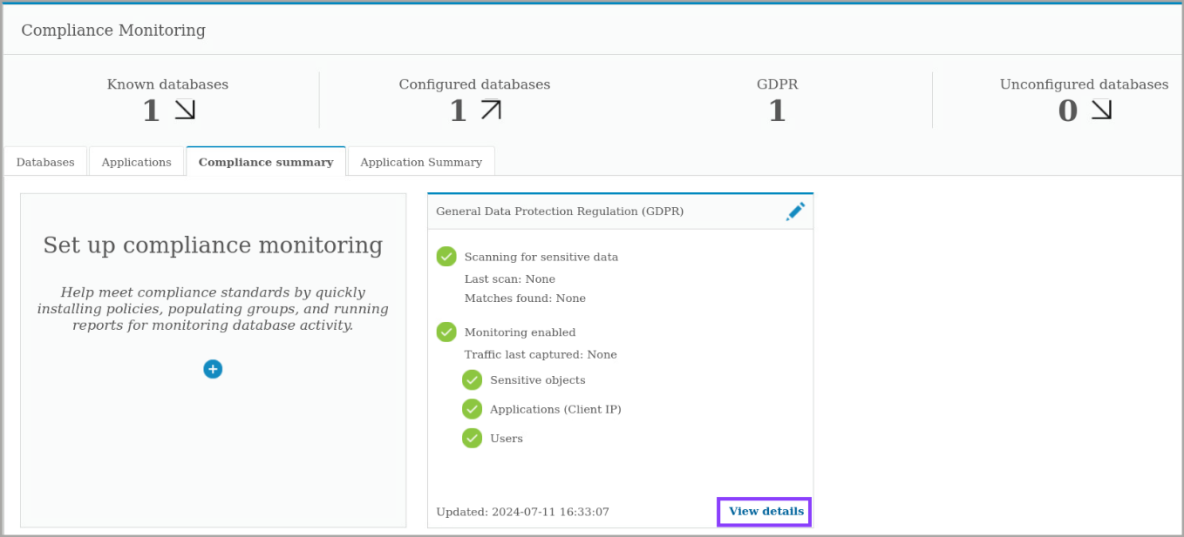 Compliance Monitoring
Known databases
1
Configured databases
1
GDPR
1
Unconfigured databases
0
Databases
Applications
Compliance summary
Application Summary
Set up compliance monitoring
Help meet compliance standards by quickly
installing policies, populating groups, and running
reports for monitoring database activity.
General Data Protection Regulation (GDPR)
Scanning for sensitive data
Last scan: None
Matches found: None
Monitoring enabled
Traffic last captured: None
Sensitive objects
Applications (Client IP)
Users
Updated: 2024-07-11 16:33:07
View details